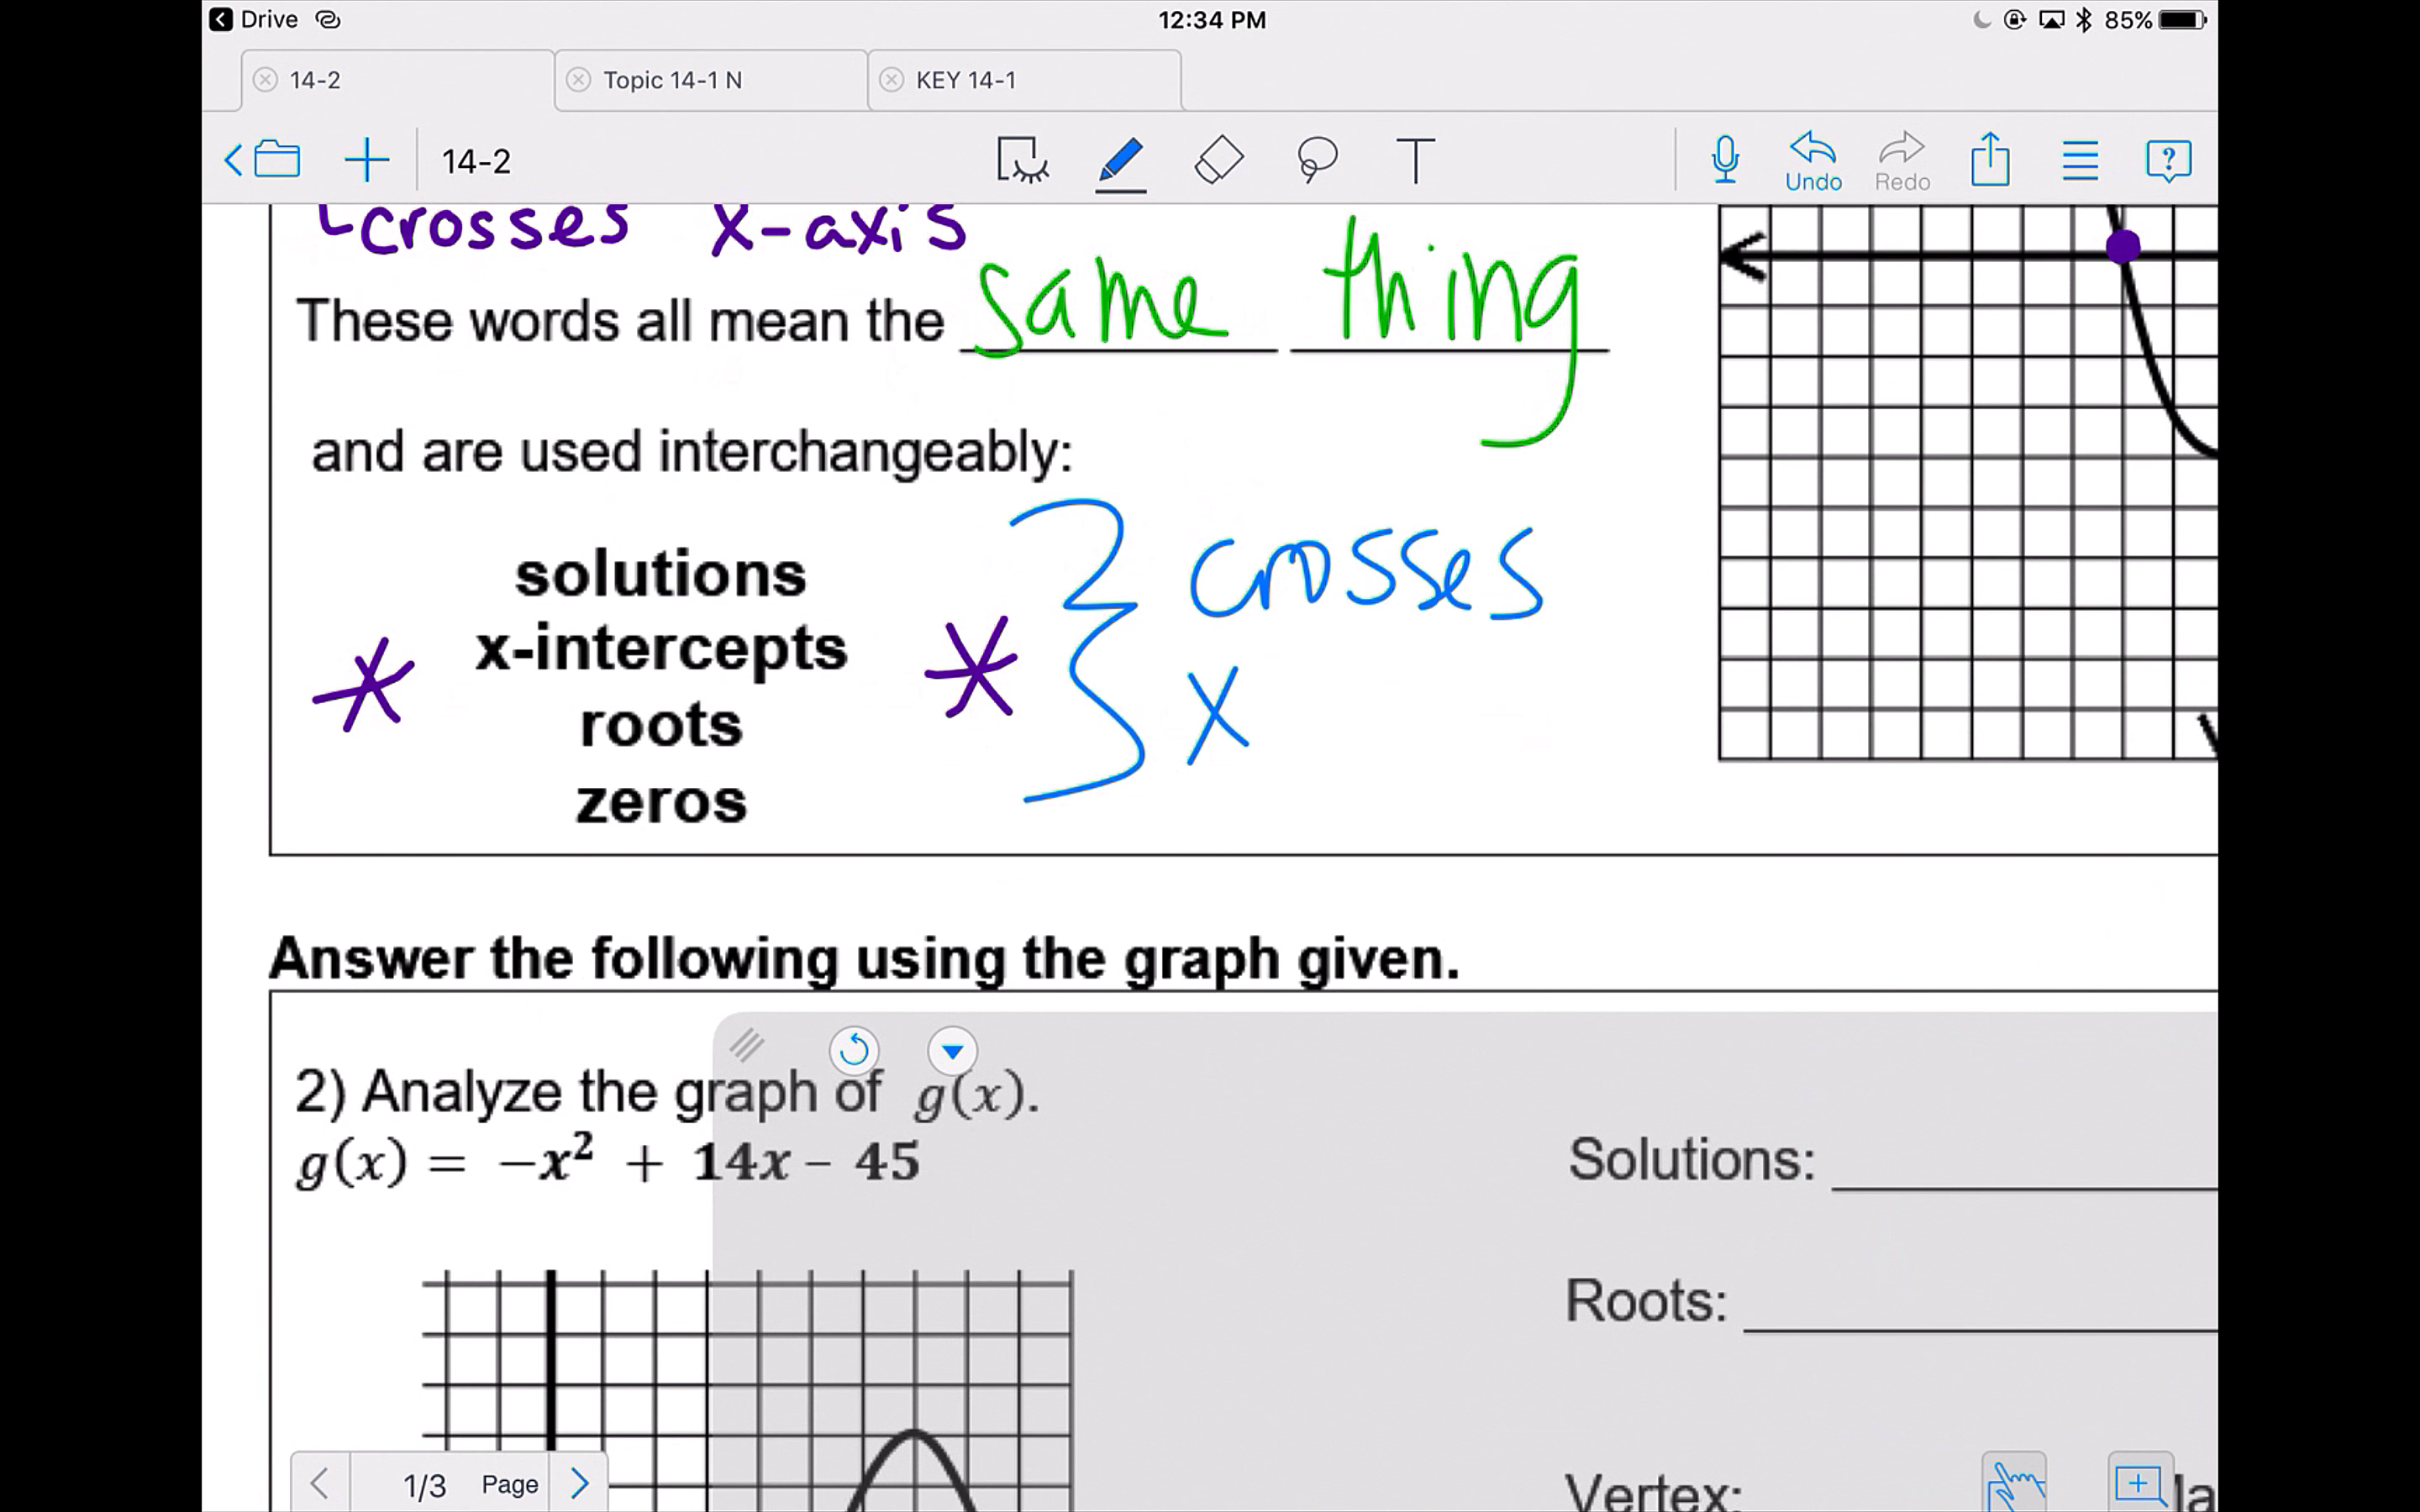 Drive 12:34 PM 85%
14-2 Topic 14-1 N KEY 14-1
14-2 T Undo Redo ?
crosses x-axis
These words all mean the same thing
and are used interchangeably:
solutions
x-intercepts
roots
zeros
crosses
x
Answer the following using the graph given.
2) Analyze the graph of g(x).
g(x) = −x² + 14x − 45
Solutions:
Roots:
Vertex:
1/3 Page